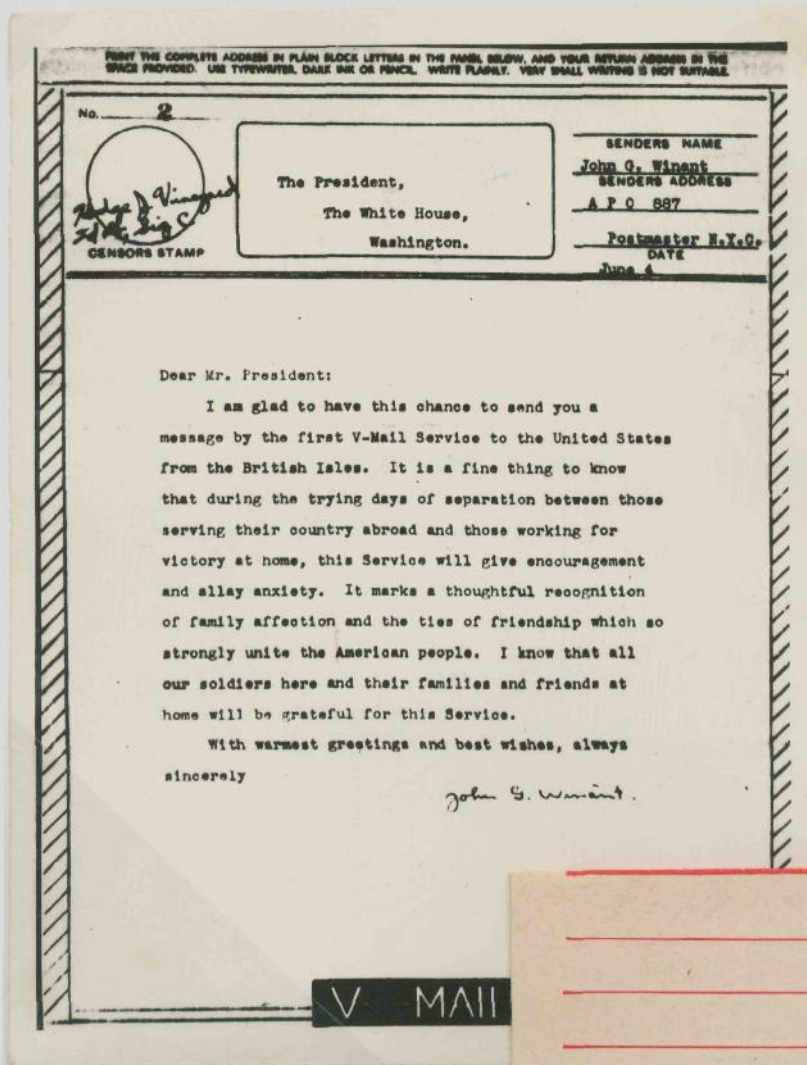 PRINT THE COMPLETE ADDRESS IN PLAIN BLOCK LETTERS IN THE PANEL BELOW, AND YOUR RETURN ADDRESS IN THE
SPACE PROVIDED. USE TYPEWRITER, DARK INK OR PENCIL. WRITE PLAINLY. VERY SMALL WRITING IS NOT SUITABLE.
No. 2
CENSORS STAMP
The President,
The White House,
Washington.
SENDERS NAME
John G. Winant
SENDERS ADDRESS
A P O 887
Postmaster N.Y.C.
DATE
June 4
Dear Mr. President:
I am glad to have this chance to send you a
message by the first V-Mail Service to the United States
from the British Isles. It is a fine thing to know
that during the trying days of separation between those
serving their country abroad and those working for
victory at home, this Service will give encouragement
and allay anxiety. It marks a thoughtful recognition
of family affection and the ties of friendship which so
strongly unite the American people. I know that all
our soldiers here and their families and friends at
home will be grateful for this Service.
With warmest greetings and best wishes, always
sincerely
John G. Winant.
V MAIL